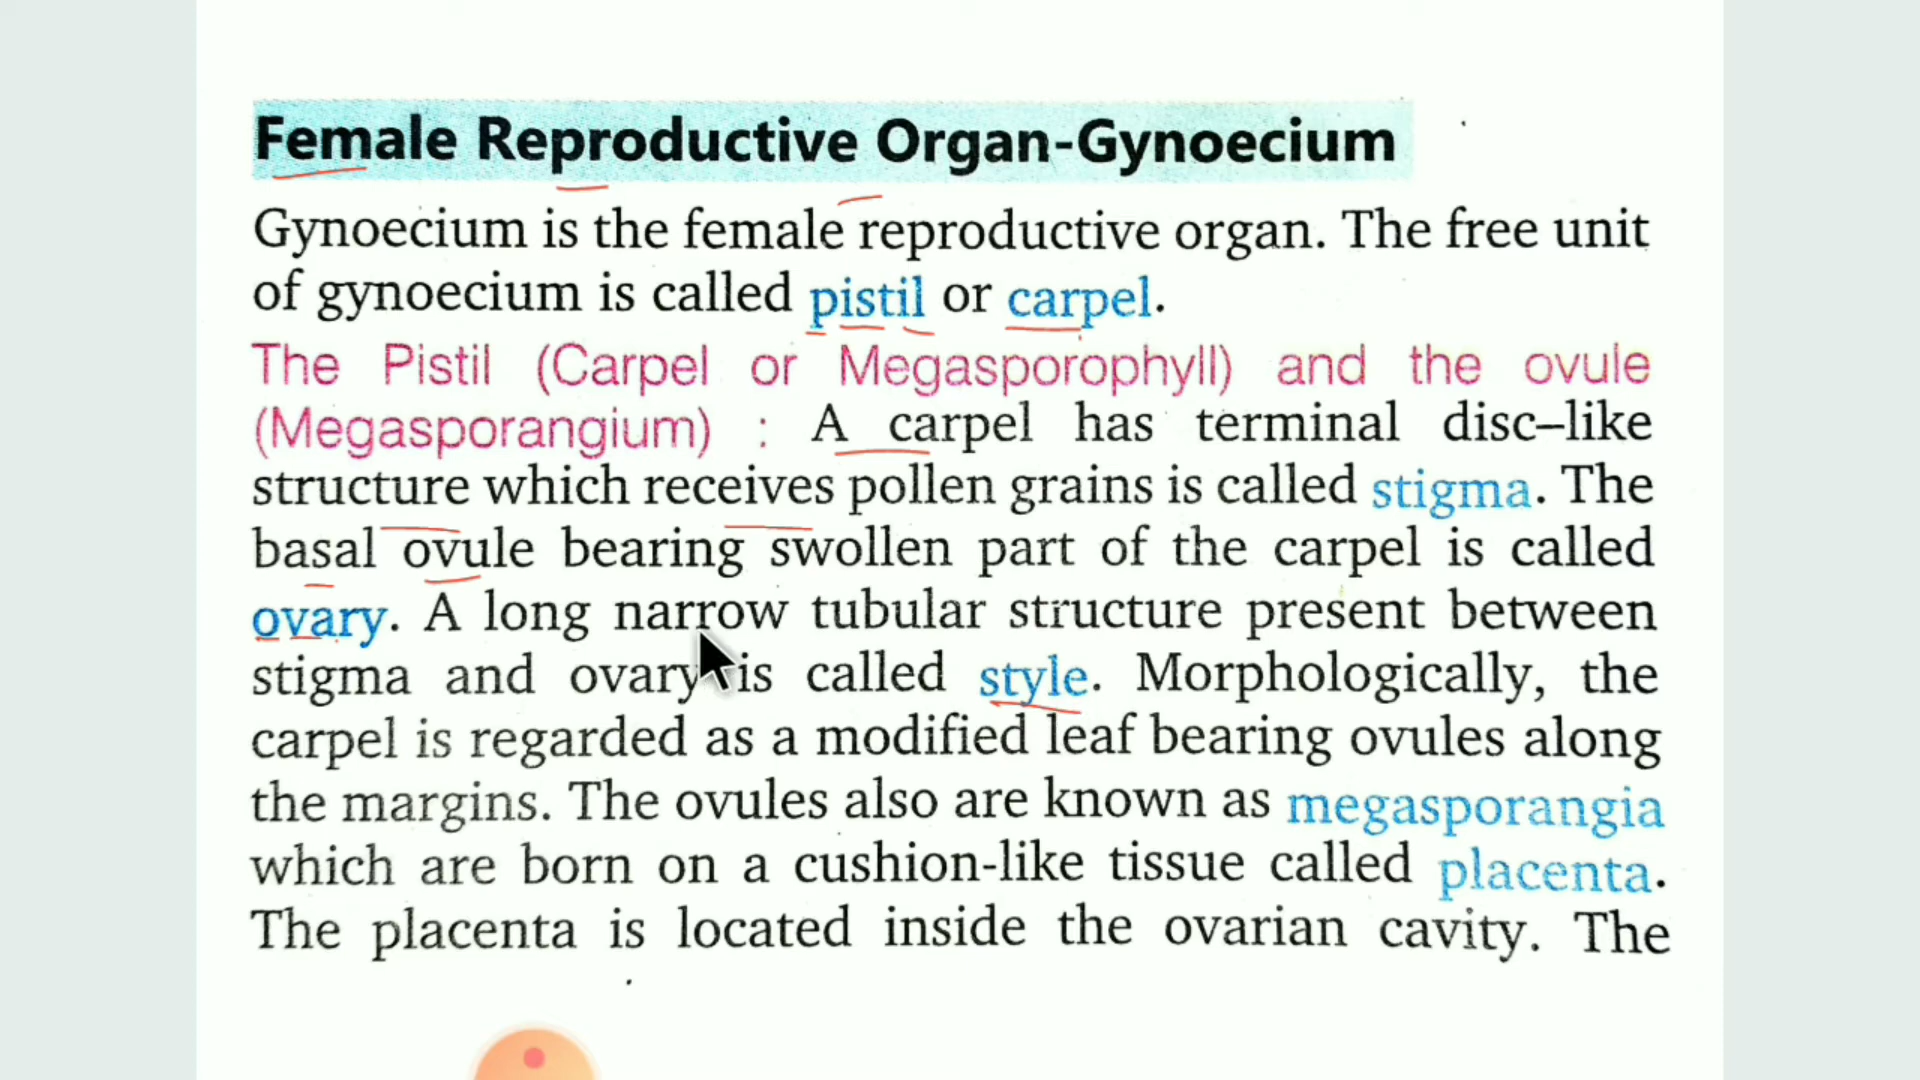 Female Reproductive Organ-Gynoecium
Gynoecium is the female reproductive organ. The free unit
of gynoecium is called pistil or carpel.
The Pistil (Carpel or Megasporophyll) and the ovule
(Megasporangium) : A carpel has terminal disc–like
structure which receives pollen grains is called stigma. The
basal ovule bearing swollen part of the carpel is called
ovary. A long narrow tubular structure present between
stigma and ovary is called style. Morphologically, the
carpel is regarded as a modified leaf bearing ovules along
the margins. The ovules also are known as megasporangia
which are born on a cushion-like tissue called placenta.
The placenta is located inside the ovarian cavity. The